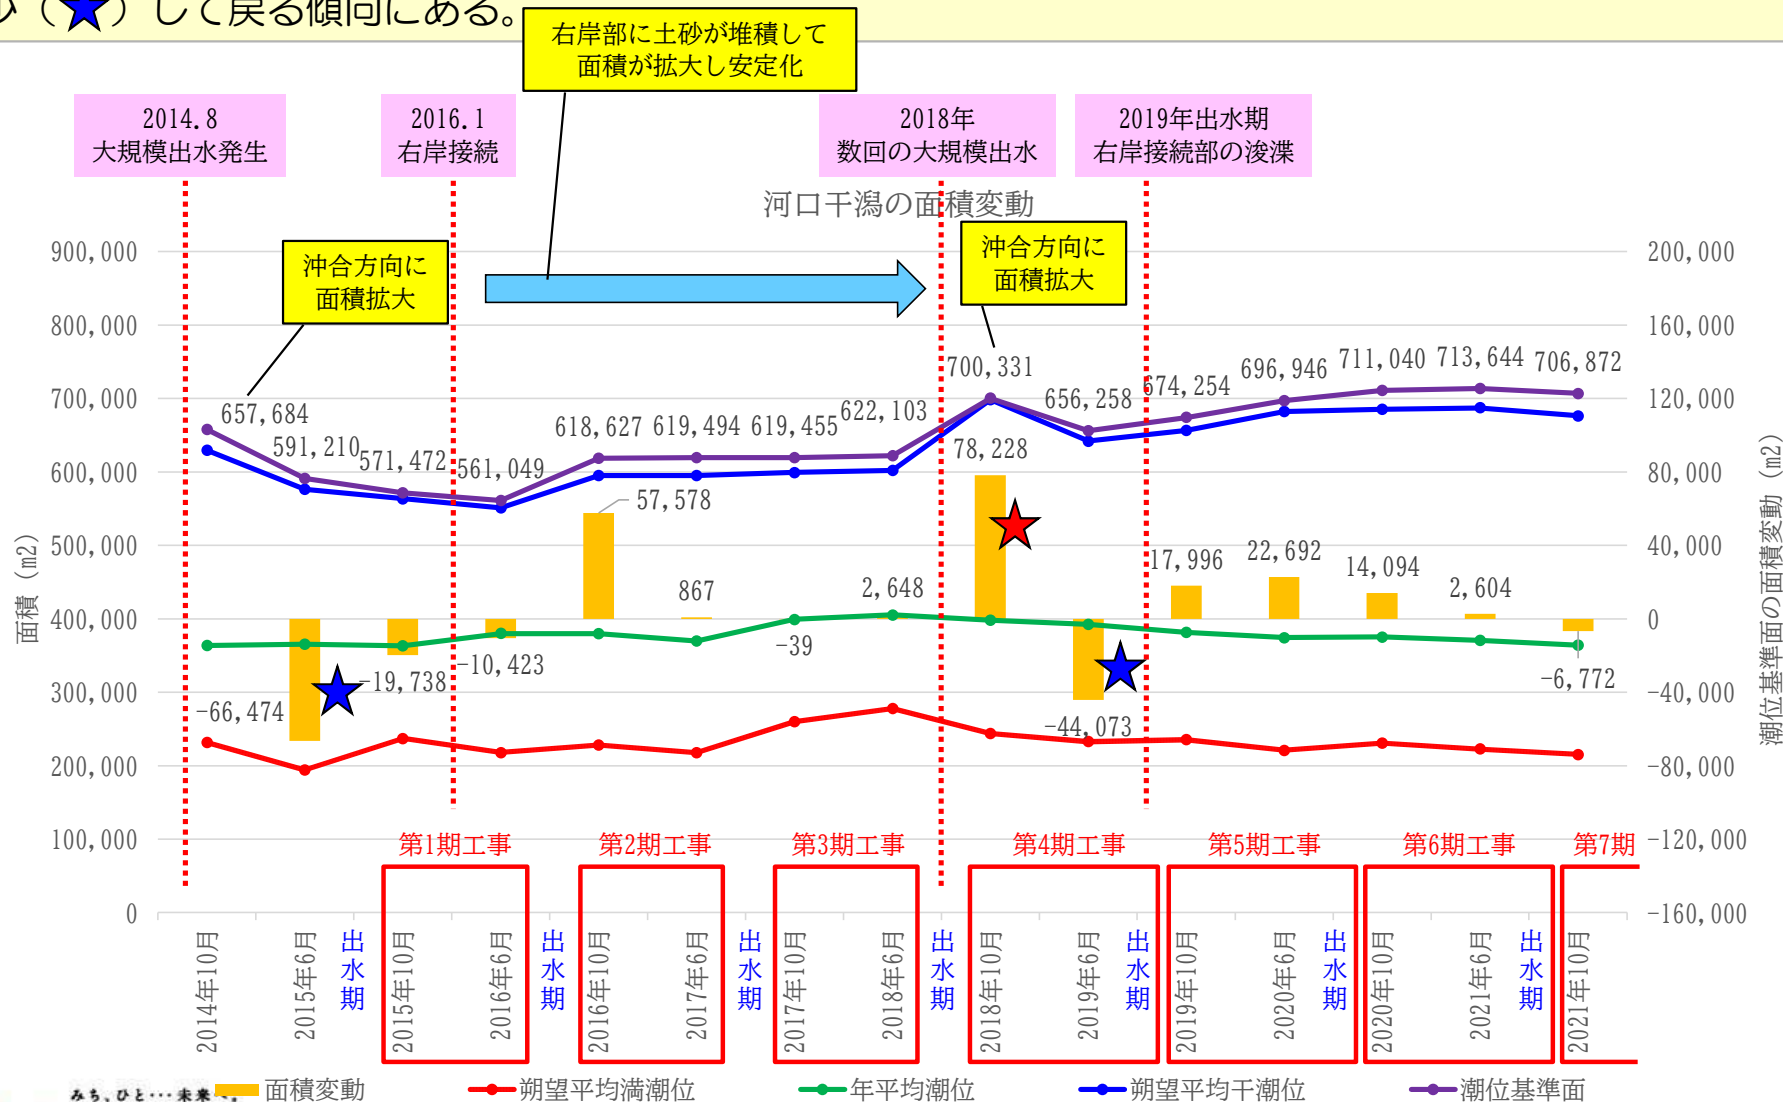 少（★）して戻る傾向にある。
右岸部に土砂が堆積して
面積が拡大し安定化
2014.8
大規模出水発生
2016.1
右岸接続
2018年
数回の大規模出水
2019年出水期
右岸接続部の浚渫
河口干潟の面積変動
沖合方向に
面積拡大
沖合方向に
面積拡大
面積 (m2)
900,000
800,000
700,000
600,000
500,000
400,000
300,000
200,000
100,000
0
潮位基準面の面積変動 (m2)
200,000
160,000
120,000
80,000
40,000
0
-40,000
-80,000
-120,000
-160,000
657,684
591,210
571,472
561,049
618,627
619,494
619,455
622,103
700,331
656,258
674,254
696,946
711,040
713,644
706,872
-66,474
-19,738
-10,423
57,578
867
-39
2,648
78,228
-44,073
17,996
22,692
14,094
2,604
-6,772
第1期工事
第2期工事
第3期工事
第4期工事
第5期工事
第6期工事
第7期
2014年10月
2015年6月
出水期
2015年10月
2016年6月
出水期
2016年10月
2017年6月
出水期
2017年10月
2018年6月
出水期
2018年10月
2019年6月
出水期
2019年10月
2020年6月
出水期
2020年10月
2021年6月
出水期
2021年10月
面積変動
朔望平均満潮位
年平均潮位
朔望平均干潮位
潮位基準面
みち、ひと…未来へ。